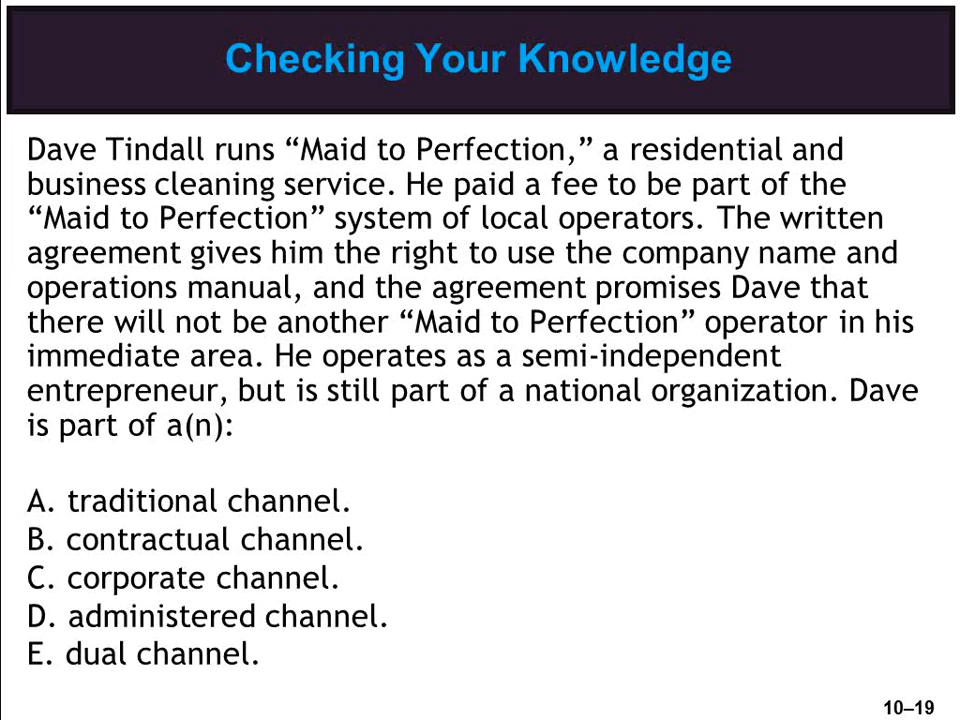 Checking Your Knowledge
Dave Tindall runs “Maid to Perfection,” a residential and
business cleaning service. He paid a fee to be part of the
“Maid to Perfection” system of local operators. The written
agreement gives him the right to use the company name and
operations manual, and the agreement promises Dave that
there will not be another “Maid to Perfection” operator in his
immediate area. He operates as a semi-independent
entrepreneur, but is still part of a national organization. Dave
is part of a(n):
A. traditional channel.
B. contractual channel.
C. corporate channel.
D. administered channel.
E. dual channel.
10–19